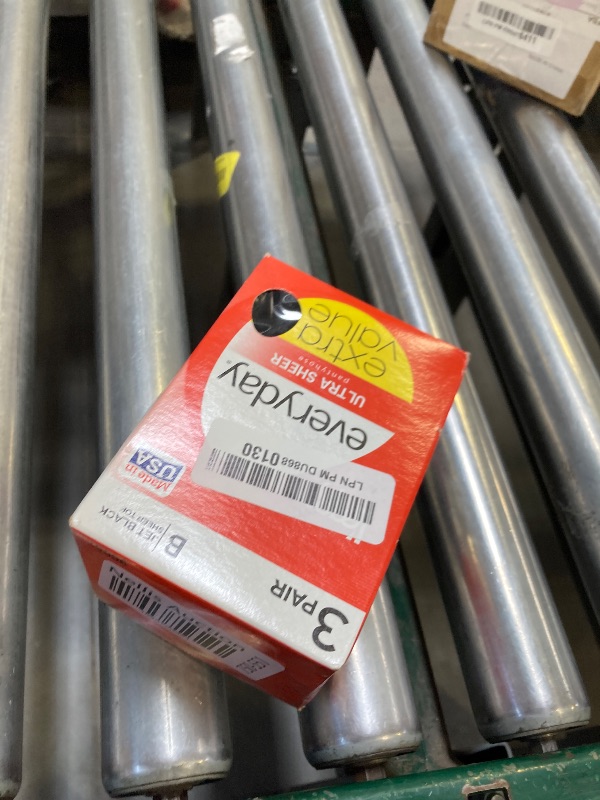 extra
value
ULTRA SHEER
pantyhose
everyday
LPN PM DU868 0130
Made in
USA
B
JET BLACK
SHEER TOE
3 PAIR